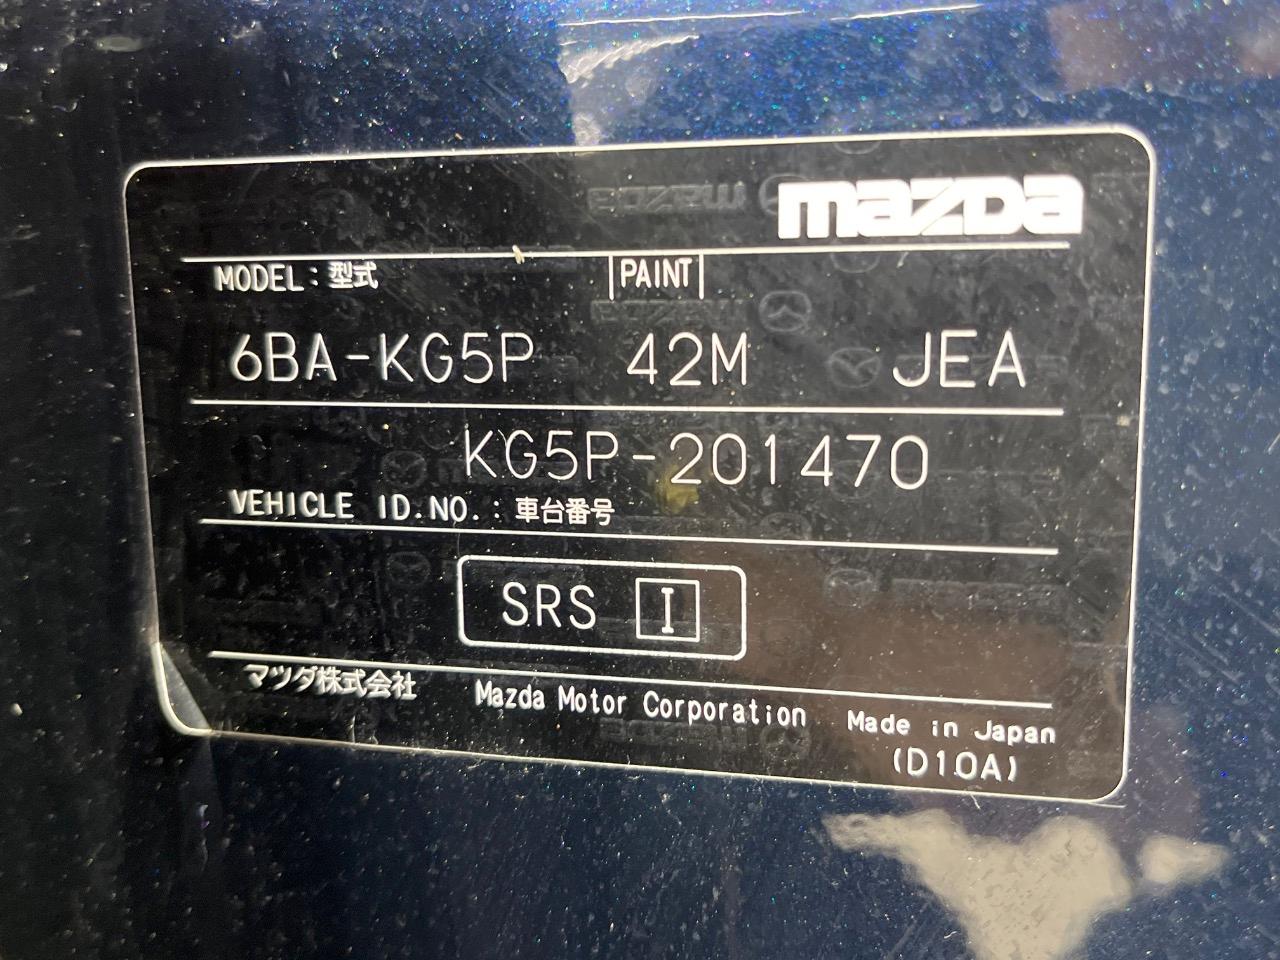 mazda
MODEL:型式 PAINT
6BA-KG5P 42M JEA
KG5P-201470
VEHICLE ID.NO.:車台番号
SRS I
マツダ株式会社 Mazda Motor Corporation Made in Japan
(D10A)